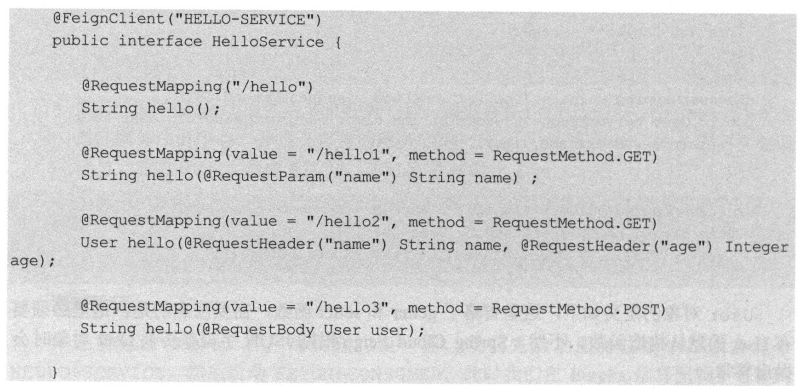 @FeignClient("HELLO-SERVICE")
public interface HelloService {
@RequestMapping("/hello")
String hello();
@RequestMapping(value = "/hello1", method = RequestMethod.GET)
String hello(@RequestParam("name") String name) ;
@RequestMapping(value = "/hello2", method = RequestMethod.GET)
User hello(@RequestHeader("name") String name, @RequestHeader("age") Integer
age);
@RequestMapping(value = "/hello3", method = RequestMethod.POST)
String hello(@RequestBody User user);
}